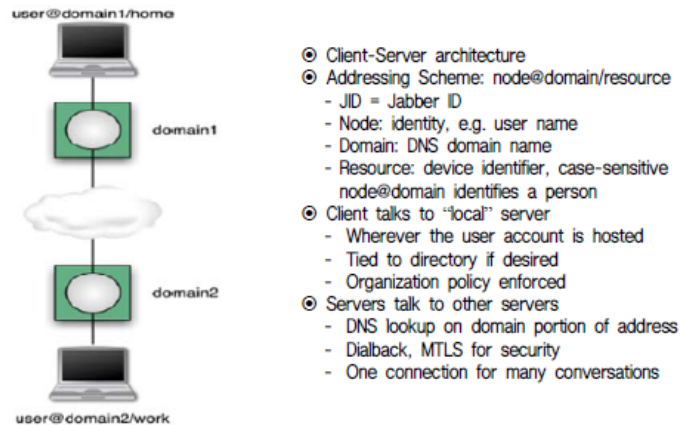 user@domain1/home
domain1
domain2
user@domain2/work
⦿ Client-Server architecture
⦿ Addressing Scheme: node@domain/resource
- JID = Jabber ID
- Node: identity, e.g. user name
- Domain: DNS domain name
- Resource: device identifier, case-sensitive
node@domain identifies a person
⦿ Client talks to “local” server
- Wherever the user account is hosted
- Tied to directory if desired
- Organization policy enforced
⦿ Servers talk to other servers
- DNS lookup on domain portion of address
- Dialback, MTLS for security
- One connection for many conversations